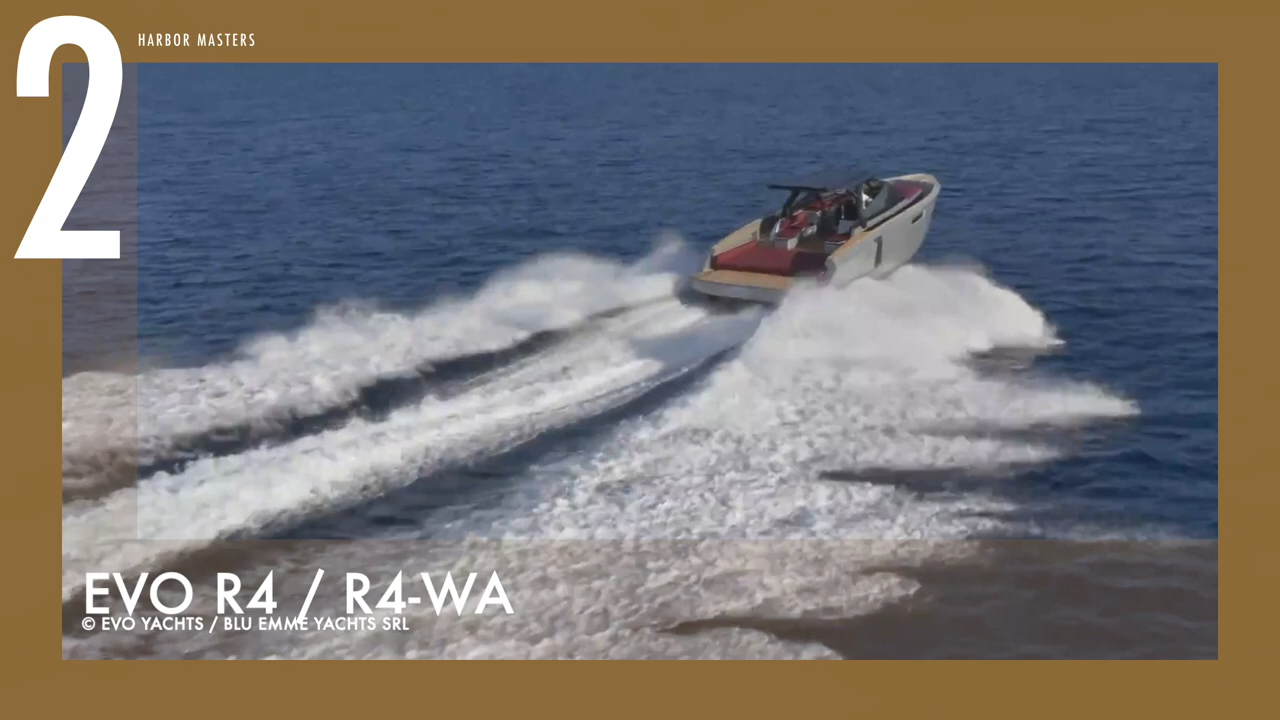 2
HARBOR MASTERS
EVO R4 / R4-WA
© EVO YACHTS / BLU EMME YACHTS SRL